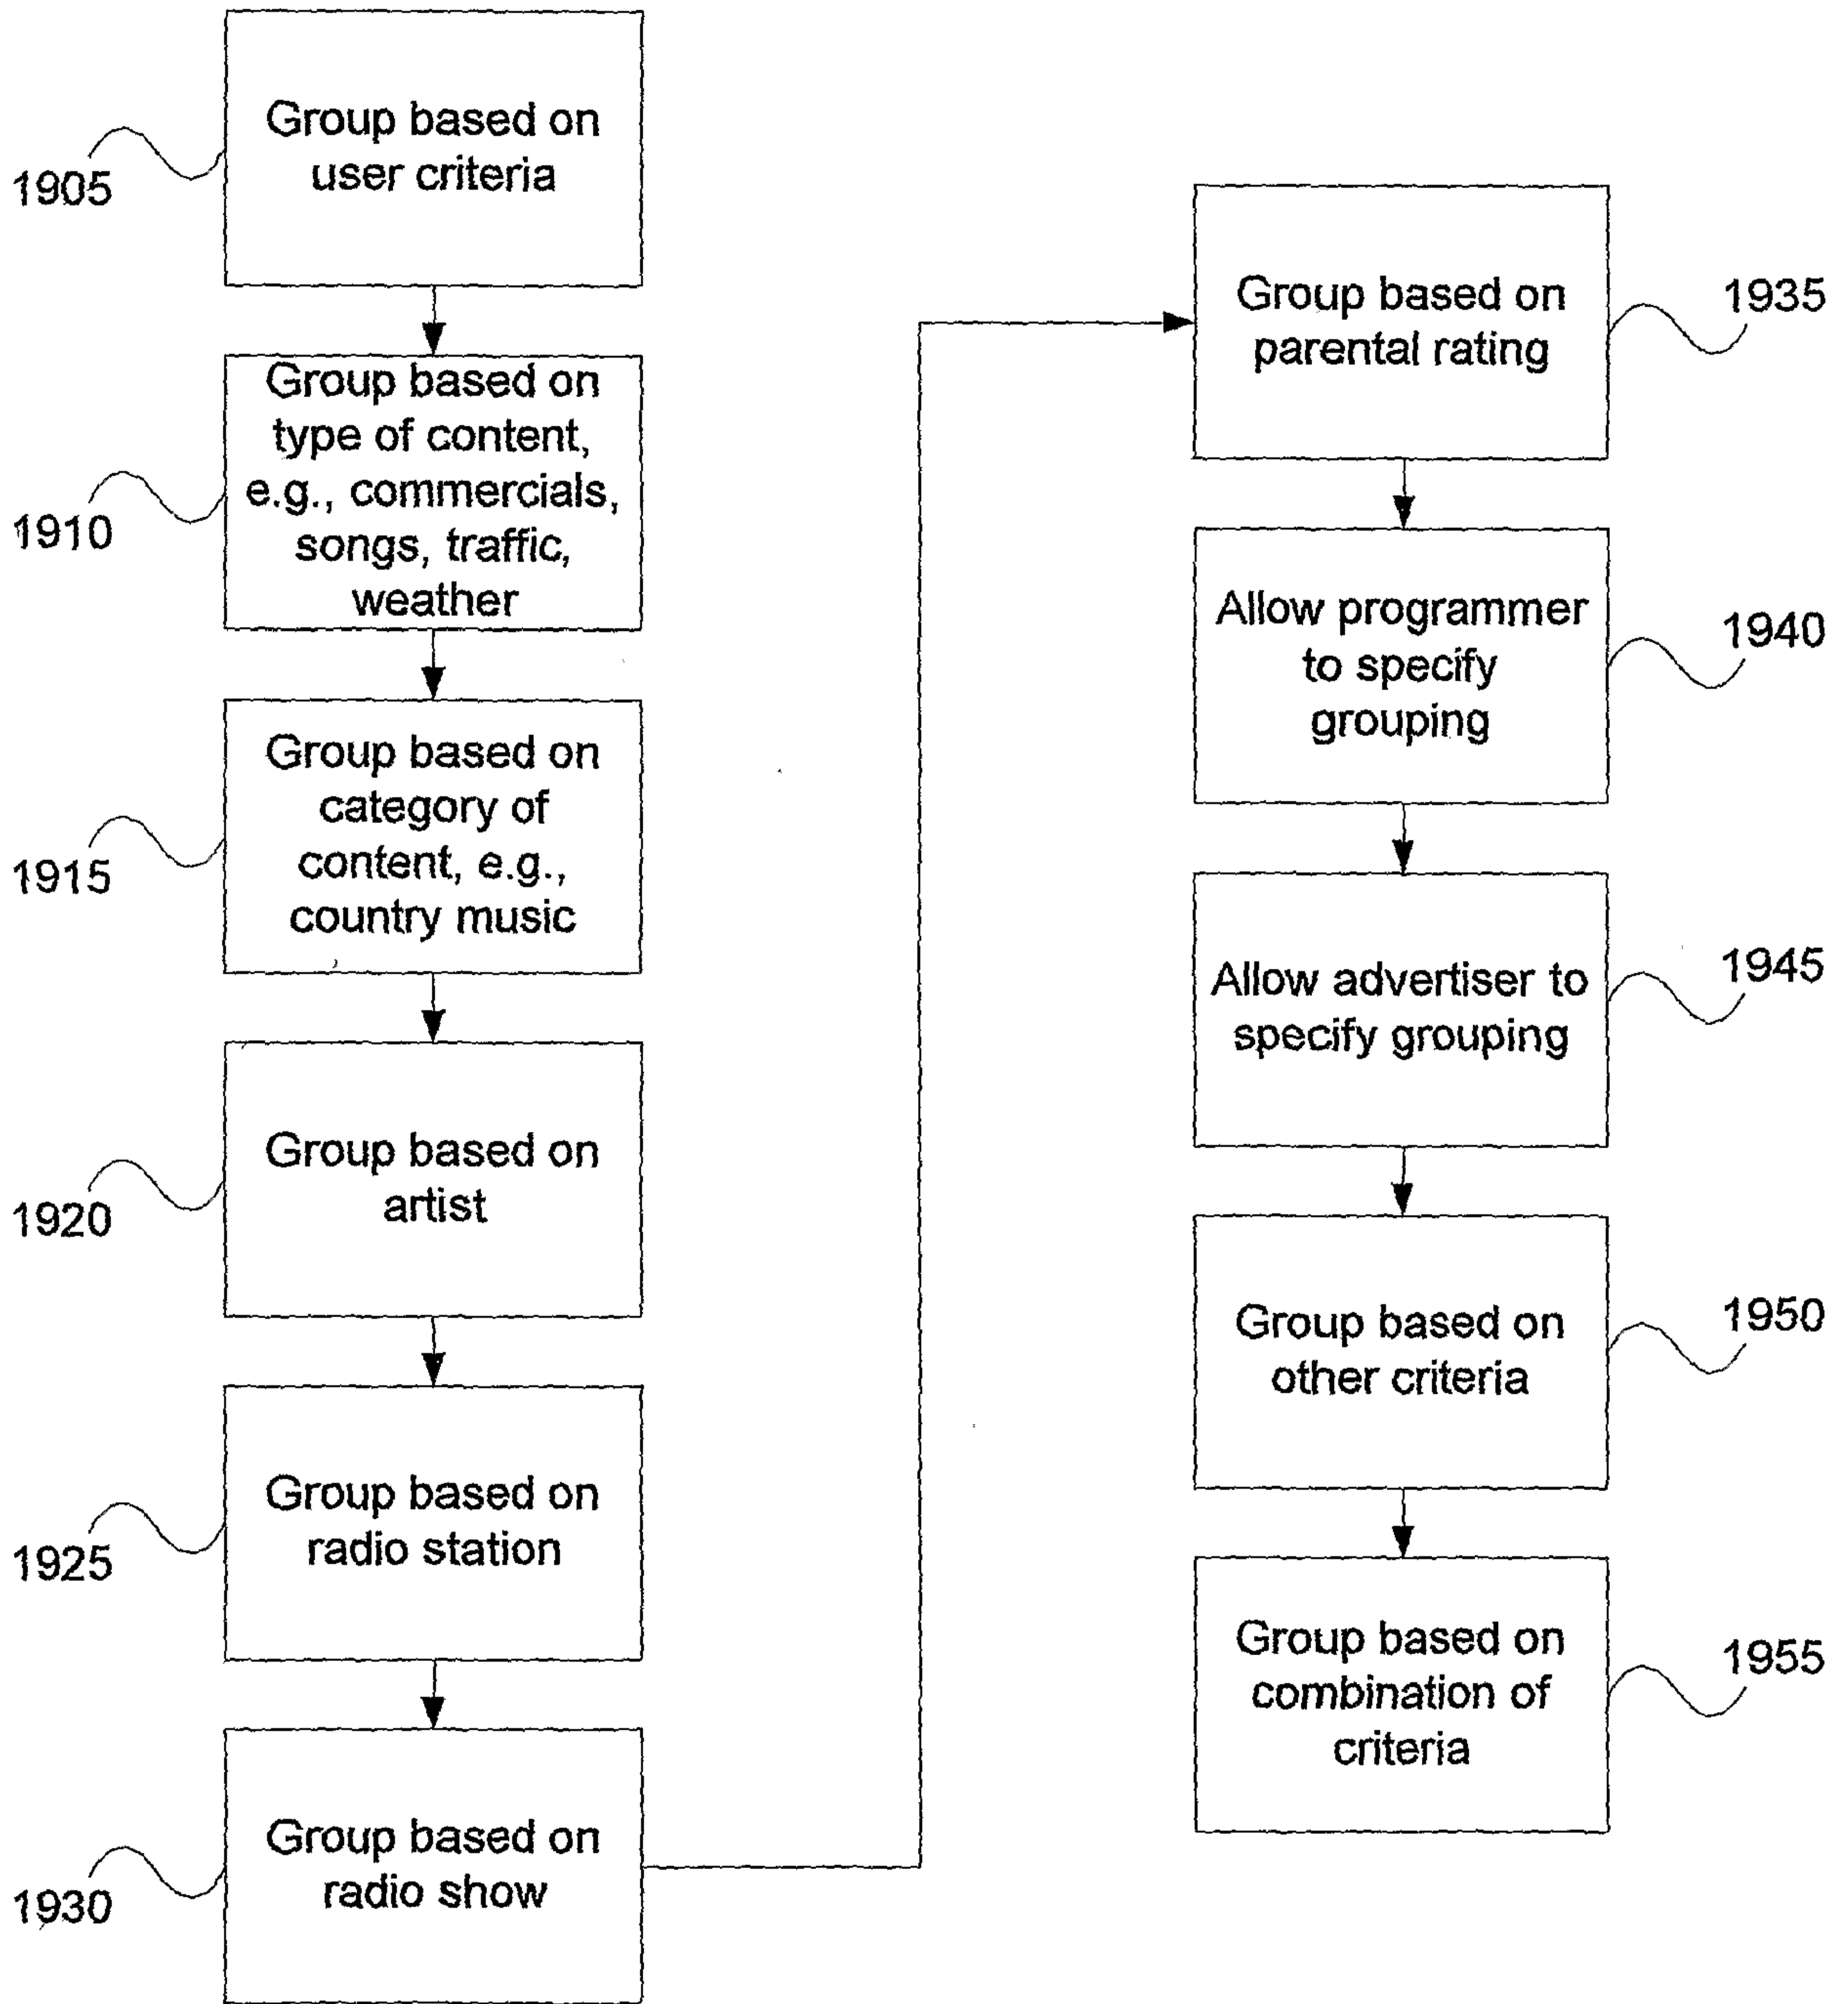 Group based on
user criteria
1905
Group based on
type of content,
e.g., commercials,
songs, traffic,
weather
1910
Group based on
category of
content, e.g.,
country music
1915
Group based on
artist
1920
Group based on
radio station
1925
Group based on
radio show
1930
Group based on
parental rating
1935
Allow programmer
to specify
grouping
1940
Allow advertiser to
specify grouping
1945
Group based on
other criteria
1950
Group based on
combination of
criteria
1955